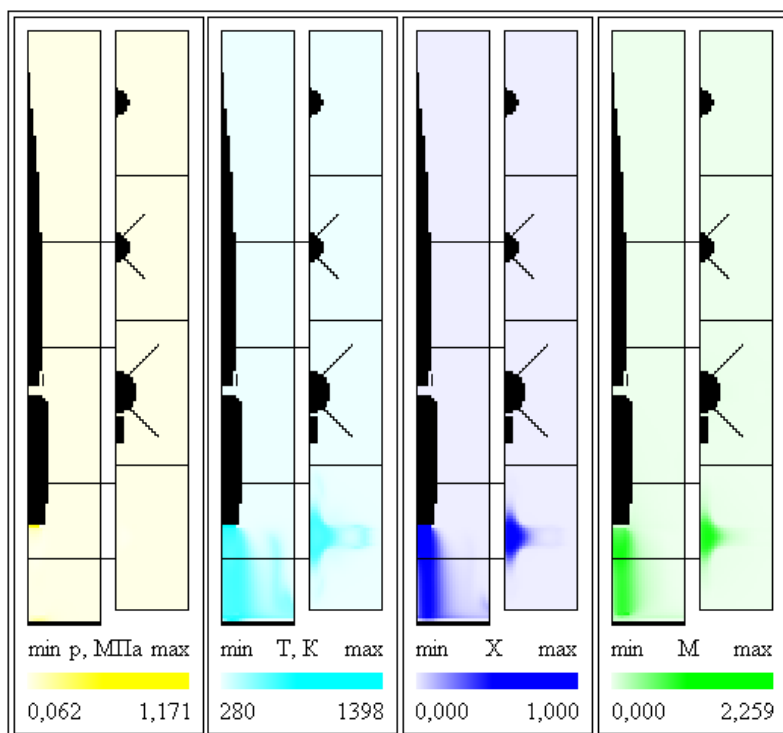 min p, МПа max
min T, К max
min X max
min M max
0,062 1,171
280 1398
0,000 1,000
0,000 2,259